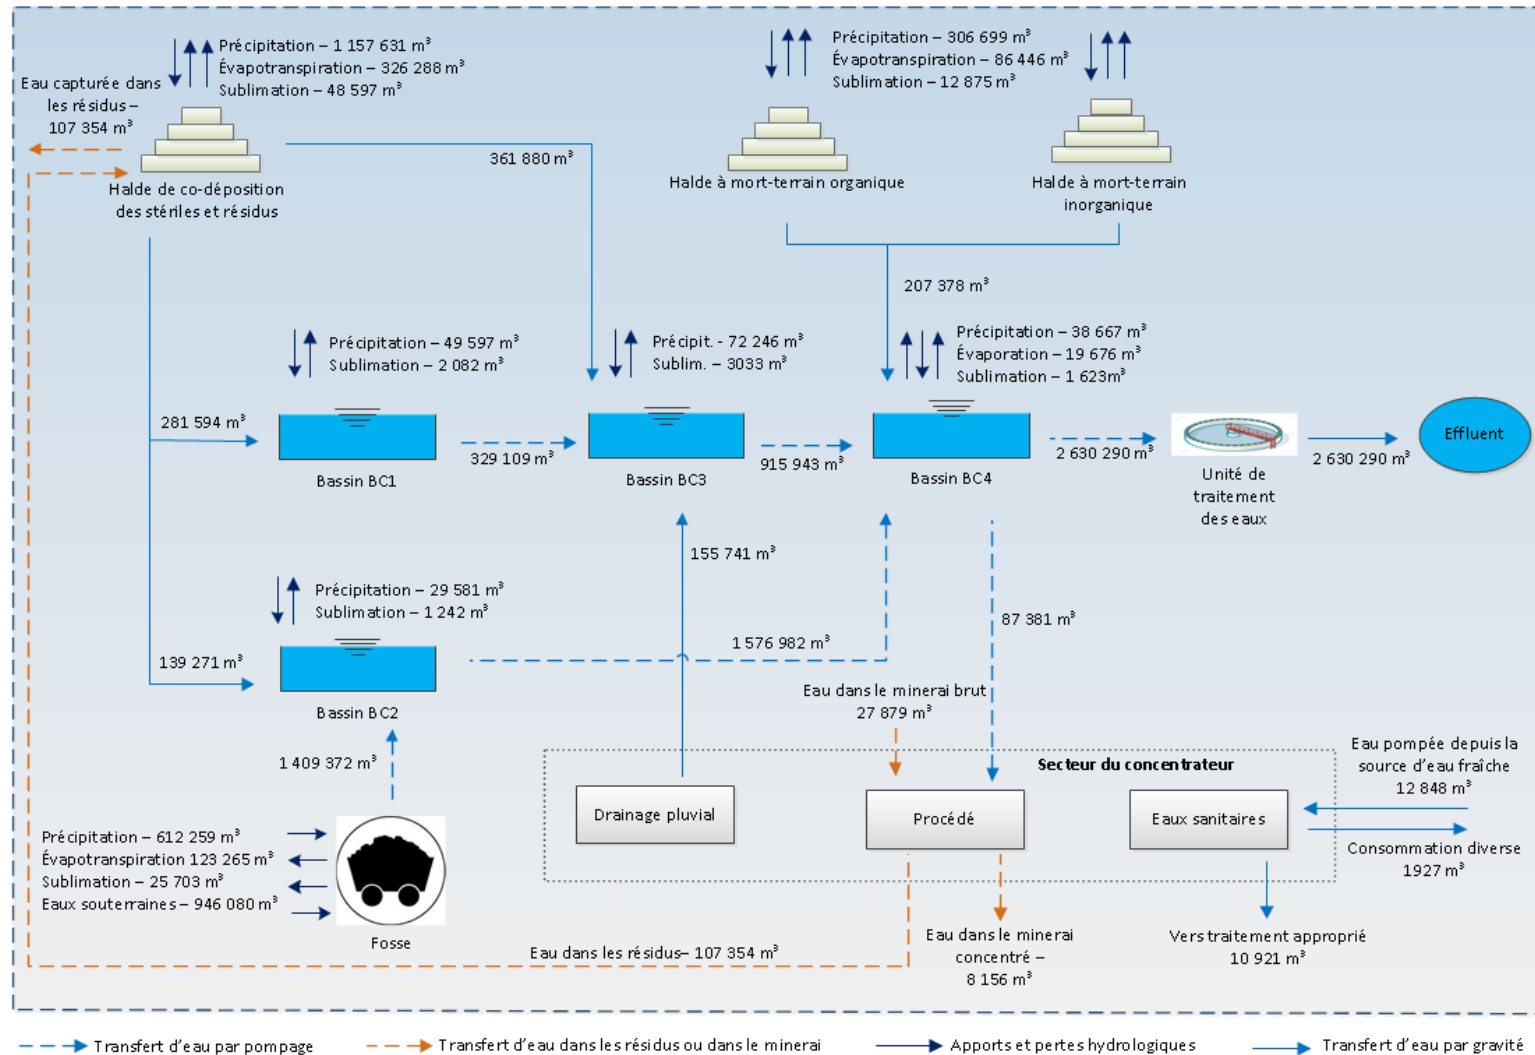 Précipitation – 1 157 631 m³
Évapotranspiration – 326 288 m³
Sublimation – 48 597 m³
Eau capturée dans
les résidus –
107 354 m³
Halde de co-déposition
des stériles et résidus
361 880 m³
Précipitation – 306 699 m³
Évapotranspiration – 86 446 m³
Sublimation – 12 875 m³
Halde à mort-terrain organique
Halde à mort-terrain
inorganique
207 378 m³
Précipitation – 49 597 m³
Sublimation – 2 082 m³
Précipit. - 72 246 m³
Sublim. – 3033 m³
Précipitation – 38 667 m³
Évaporation – 19 676 m³
Sublimation – 1 623m³
281 594 m³
Bassin BC1
329 109 m³
Bassin BC3
915 943 m³
Bassin BC4
2 630 290 m³
Unité de
traitement
des eaux
2 630 290 m³
Effluent
155 741 m³
Précipitation – 29 581 m³
Sublimation – 1 242 m³
139 271 m³
Bassin BC2
1 576 982 m³
87 381 m³
Eau dans le minerai brut
27 879 m³
1 409 372 m³
Secteur du concentrateur
Drainage pluvial
Procédé
Eaux sanitaires
Eau pompée depuis la
source d'eau fraîche
12 848 m³
Consommation diverse
1927 m³
Précipitation – 612 259 m³
Évapotranspiration 123 265 m³
Sublimation – 25 703 m³
Eaux souterraines – 946 080 m³
Fosse
Eau dans les résidus– 107 354 m³
Eau dans le minerai
concentré –
8 156 m³
Vers traitement approprié
10 921 m³
Transfert d'eau par pompage
Transfert d'eau dans les résidus ou dans le minerai
Apports et pertes hydrologiques
Transfert d'eau par gravité